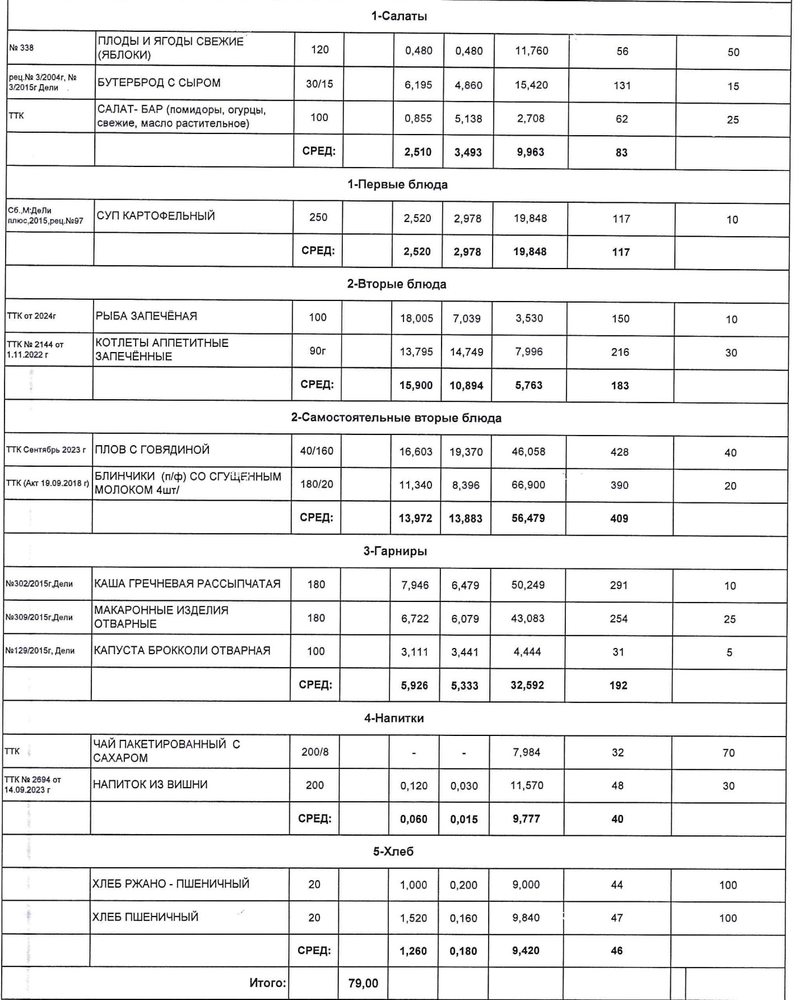 1-Салаты
№ 338
ПЛОДЫ И ЯГОДЫ СВЕЖИЕ
(ЯБЛОКИ)
120 0,480 0,480 11,760 56 50
рец.№ 3/2004г, №
3/2015г Дели
БУТЕРБРОД С СЫРОМ 30/15 6,195 4,860 15,420 131 15
ТТК
САЛАТ- БАР (помидоры, огурцы,
свежие, масло растительное)
100 0,855 5,138 2,708 62 25
СРЕД: 2,510 3,493 9,963 83
1-Первые блюда
Сб.,М:ДеЛи
плюс,2015,рец.№97
СУП КАРТОФЕЛЬНЫЙ 250 2,520 2,978 19,848 117 10
СРЕД: 2,520 2,978 19,848 117
2-Вторые блюда
ТТК от 2024г РЫБА ЗАПЕЧЁНАЯ 100 18,005 7,039 3,530 150 10
ТТК № 2144 от
1.11.2022 г
КОТЛЕТЫ АППЕТИТНЫЕ
ЗАПЕЧЁННЫЕ
90г 13,795 14,749 7,996 216 30
СРЕД: 15,900 10,894 5,763 183
2-Самостоятельные вторые блюда
ТТК Сентябрь 2023 г ПЛОВ С ГОВЯДИНОЙ 40/160 16,603 19,370 46,058 428 40
ТТК (Акт 19.09.2018 г)
БЛИНЧИКИ (п/ф) СО СГУЩЕННЫМ
МОЛОКОМ 4шт/
180/20 11,340 8,396 66,900 390 20
СРЕД: 13,972 13,883 56,479 409
3-Гарниры
№302/2015г,Дели КАША ГРЕЧНЕВАЯ РАССЫПЧАТАЯ 180 7,946 6,479 50,249 291 10
№309/2015г,Дели
МАКАРОННЫЕ ИЗДЕЛИЯ
ОТВАРНЫЕ
180 6,722 6,079 43,083 254 25
№129/2015г, Дели КАПУСТА БРОККОЛИ ОТВАРНАЯ 100 3,111 3,441 4,444 31 5
СРЕД: 5,926 5,333 32,592 192
4-Напитки
ТТК
ЧАЙ ПАКЕТИРОВАННЫЙ С
САХАРОМ
200/8 - - 7,984 32 70
ТТК № 2694 от
14.09.2023 г
НАПИТОК ИЗ ВИШНИ 200 0,120 0,030 11,570 48 30
СРЕД: 0,060 0,015 9,777 40
5-Хлеб
ХЛЕБ РЖАНО - ПШЕНИЧНЫЙ 20 1,000 0,200 9,000 44 100
ХЛЕБ ПШЕНИЧНЫЙ 20 1,520 0,160 9,840 47 100
СРЕД: 1,260 0,180 9,420 46
Итого: 79,00